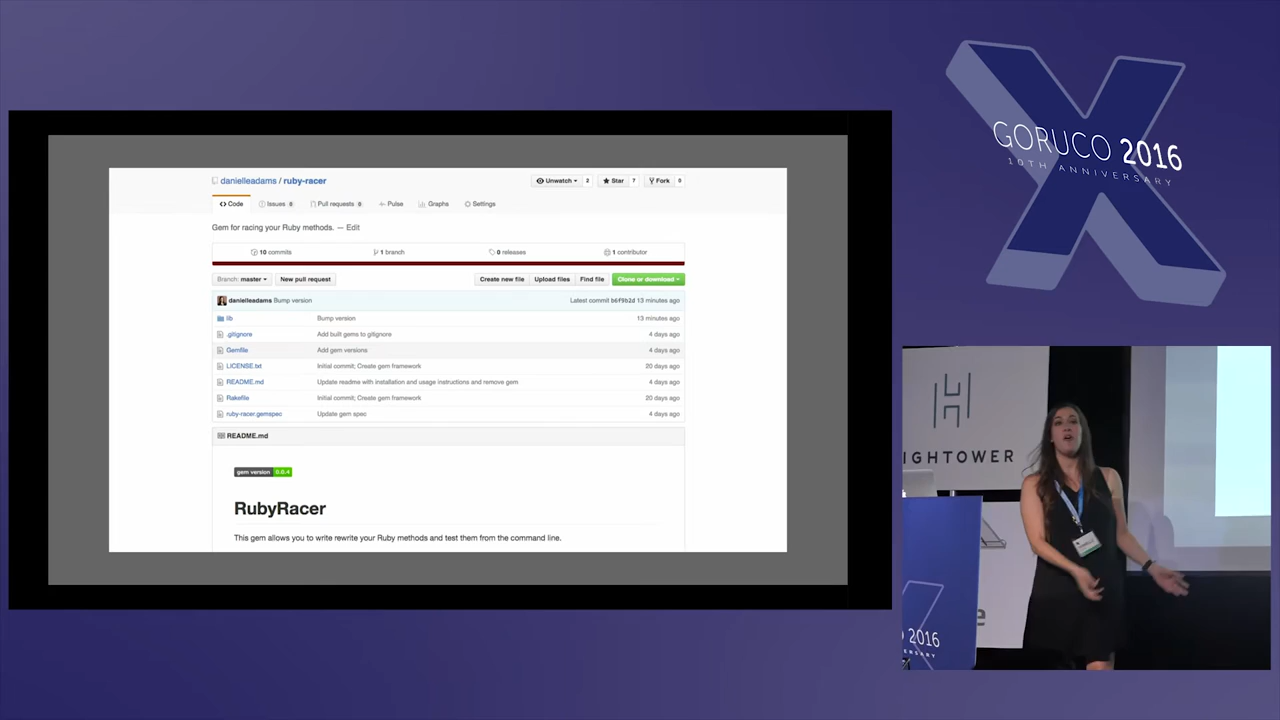 danielleadams / ruby-racer
Unwatch 2 Star 7 Fork 0
Code Issues 0 Pull requests 0 Pulse Graphs Settings
Gem for racing your Ruby methods. — Edit
10 commits 1 branch 0 releases 1 contributor
Branch: master New pull request Create new file Upload files Find file Clone or download
danielleadams Bump version Latest commit b6f9b2d 13 minutes ago
lib Bump version 13 minutes ago
.gitignore Add built gems to gitignore 4 days ago
Gemfile Add gem versions 4 days ago
LICENSE.txt Initial commit; Create gem framework 20 days ago
README.md Update readme with installation and usage instructions and remove gem 4 days ago
Rakefile Initial commit; Create gem framework 20 days ago
ruby-racer.gemspec Update gem spec 4 days ago
README.md
gem version
RubyRacer
This gem allows you to write rewrite your Ruby methods and test them from the command line.
GORUCO 2016
10TH ANNIVERSARY
IGHTOWER
2016
VERSARY